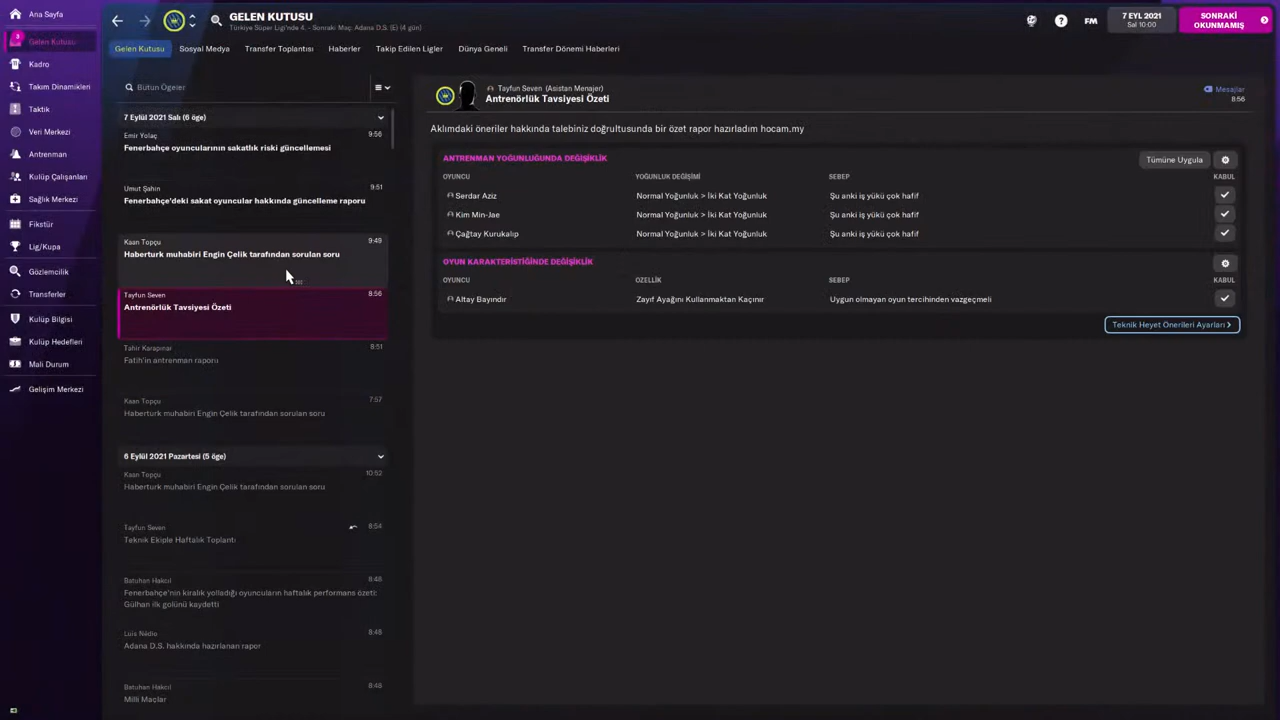 Ana Sayfa
3
Gelen Kutusu
Kadro
Takım Dinamikleri
Taktik
Veri Merkezi
Antrenman
Kulüp Çalışanları
Sağlık Merkezi
Fikstür
Lig/Kupa
Gözlemcilik
Transferler
Kulüp Bilgisi
Kulüp Hedefleri
Mali Durum
Gelişim Merkezi
GELEN KUTUSU
Türkiye Süper Ligi'nde 4. - Sonraki Maç: Adana D.S. (E) (4 gün)
FM
7 EYL 2021
Sal 10:00
SONRAKİ
OKUNMAMIŞ
Gelen Kutusu Sosyal Medya Transfer Toplantısı Haberler Takip Edilen Ligler Dünya Geneli Transfer Dönemi Haberleri
Bütün Ögeler
7 Eylül 2021 Salı (6 öge)
Emir Yolaç 9:56
Fenerbahçe oyuncularının sakatlık riski güncellemesi
Umut Şahin 9:51
Fenerbahçe'deki sakat oyuncular hakkında güncelleme raporu
Kaan Topçu 9:49
Haberturk muhabiri Engin Çelik tarafından sorulan soru
Tayfun Seven 8:56
Antrenörlük Tavsiyesi Özeti
Tahir Karapınar 8:51
Fatih'in antrenman raporu
Kaan Topçu 7:57
Haberturk muhabiri Engin Çelik tarafından sorulan soru
6 Eylül 2021 Pazartesi (5 öge)
Kaan Topçu 10:52
Haberturk muhabiri Engin Çelik tarafından sorulan soru
Tayfun Seven 8:54
Teknik Ekiple Haftalık Toplantı
Batuhan Hakcıl 8:48
Fenerbahçe'nin kiralık yolladığı oyuncuların haftalık performans özeti:
Gülhan ilk golünü kaydetti
Luis Nédio 8:48
Adana D.S. hakkında hazırlanan rapor
Batuhan Hakcıl 8:48
Milli Maçlar
Tayfun Seven (Asistan Menajer)
Antrenörlük Tavsiyesi Özeti
Mesajlar
8:56
Aklımdaki öneriler hakkında talebiniz doğrultusunda bir özet rapor hazırladım hocam.my
ANTRENMAN YOĞUNLUĞUNDA DEĞİŞİKLİK Tümüne Uygula
OYUNCU YOĞUNLUK DEĞİŞİMİ SEBEP KABUL
Serdar Aziz Normal Yoğunluk > İki Kat Yoğunluk Şu anki iş yükü çok hafif
Kim Min-Jae Normal Yoğunluk > İki Kat Yoğunluk Şu anki iş yükü çok hafif
Çağtay Kurukalıp Normal Yoğunluk > İki Kat Yoğunluk Şu anki iş yükü çok hafif
OYUN KARAKTERİSTİĞİNDE DEĞİŞİKLİK
OYUNCU ÖZELLİK SEBEP KABUL
Altay Bayındır Zayıf Ayağını Kullanmaktan Kaçınır Uygun olmayan oyun tercihinden vazgeçmeli
Teknik Heyet Önerileri Ayarları